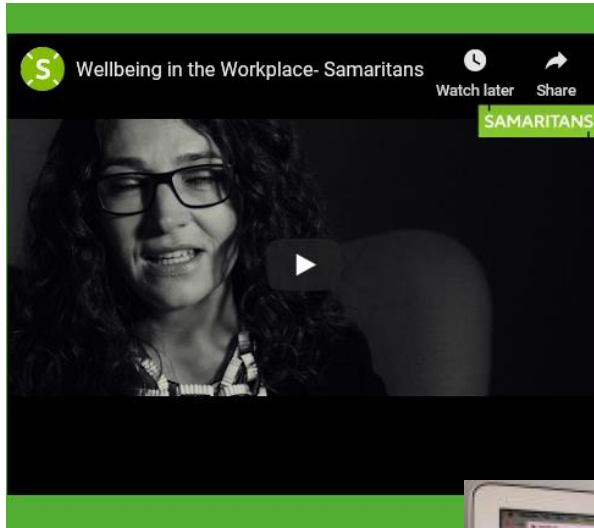 S
Wellbeing in the Workplace- Samaritans
Watch later
Share
SAMARITANS